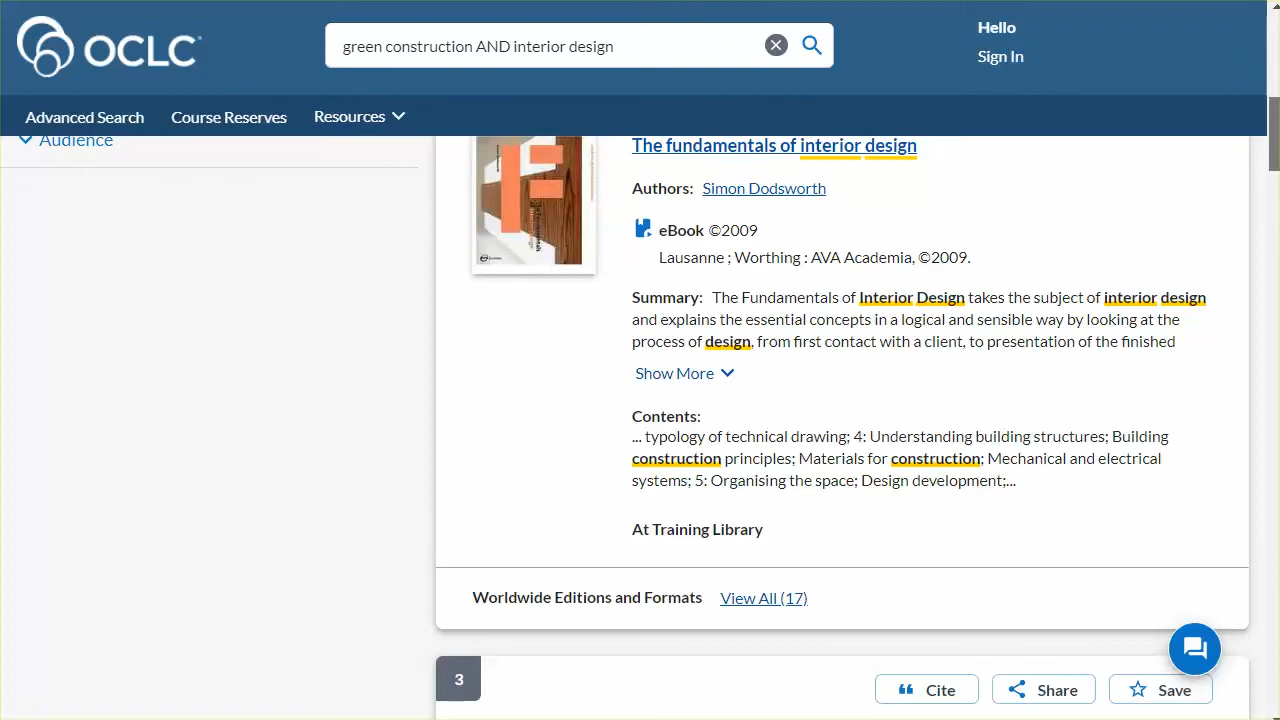 OCLC
green construction AND interior design
Hello
Sign In
Advanced Search
Course Reserves
Resources
Audience
The fundamentals of interior design
Authors: Simon Dodsworth
eBook ©2009
Lausanne ; Worthing : AVA Academia, ©2009.
Summary: The Fundamentals of Interior Design takes the subject of interior design
and explains the essential concepts in a logical and sensible way by looking at the
process of design, from first contact with a client, to presentation of the finished
Show More
Contents:
... typology of technical drawing; 4: Understanding building structures; Building
construction principles; Materials for construction; Mechanical and electrical
systems; 5: Organising the space; Design development;...
At Training Library
Worldwide Editions and Formats View All (17)
3
Cite
Share
Save